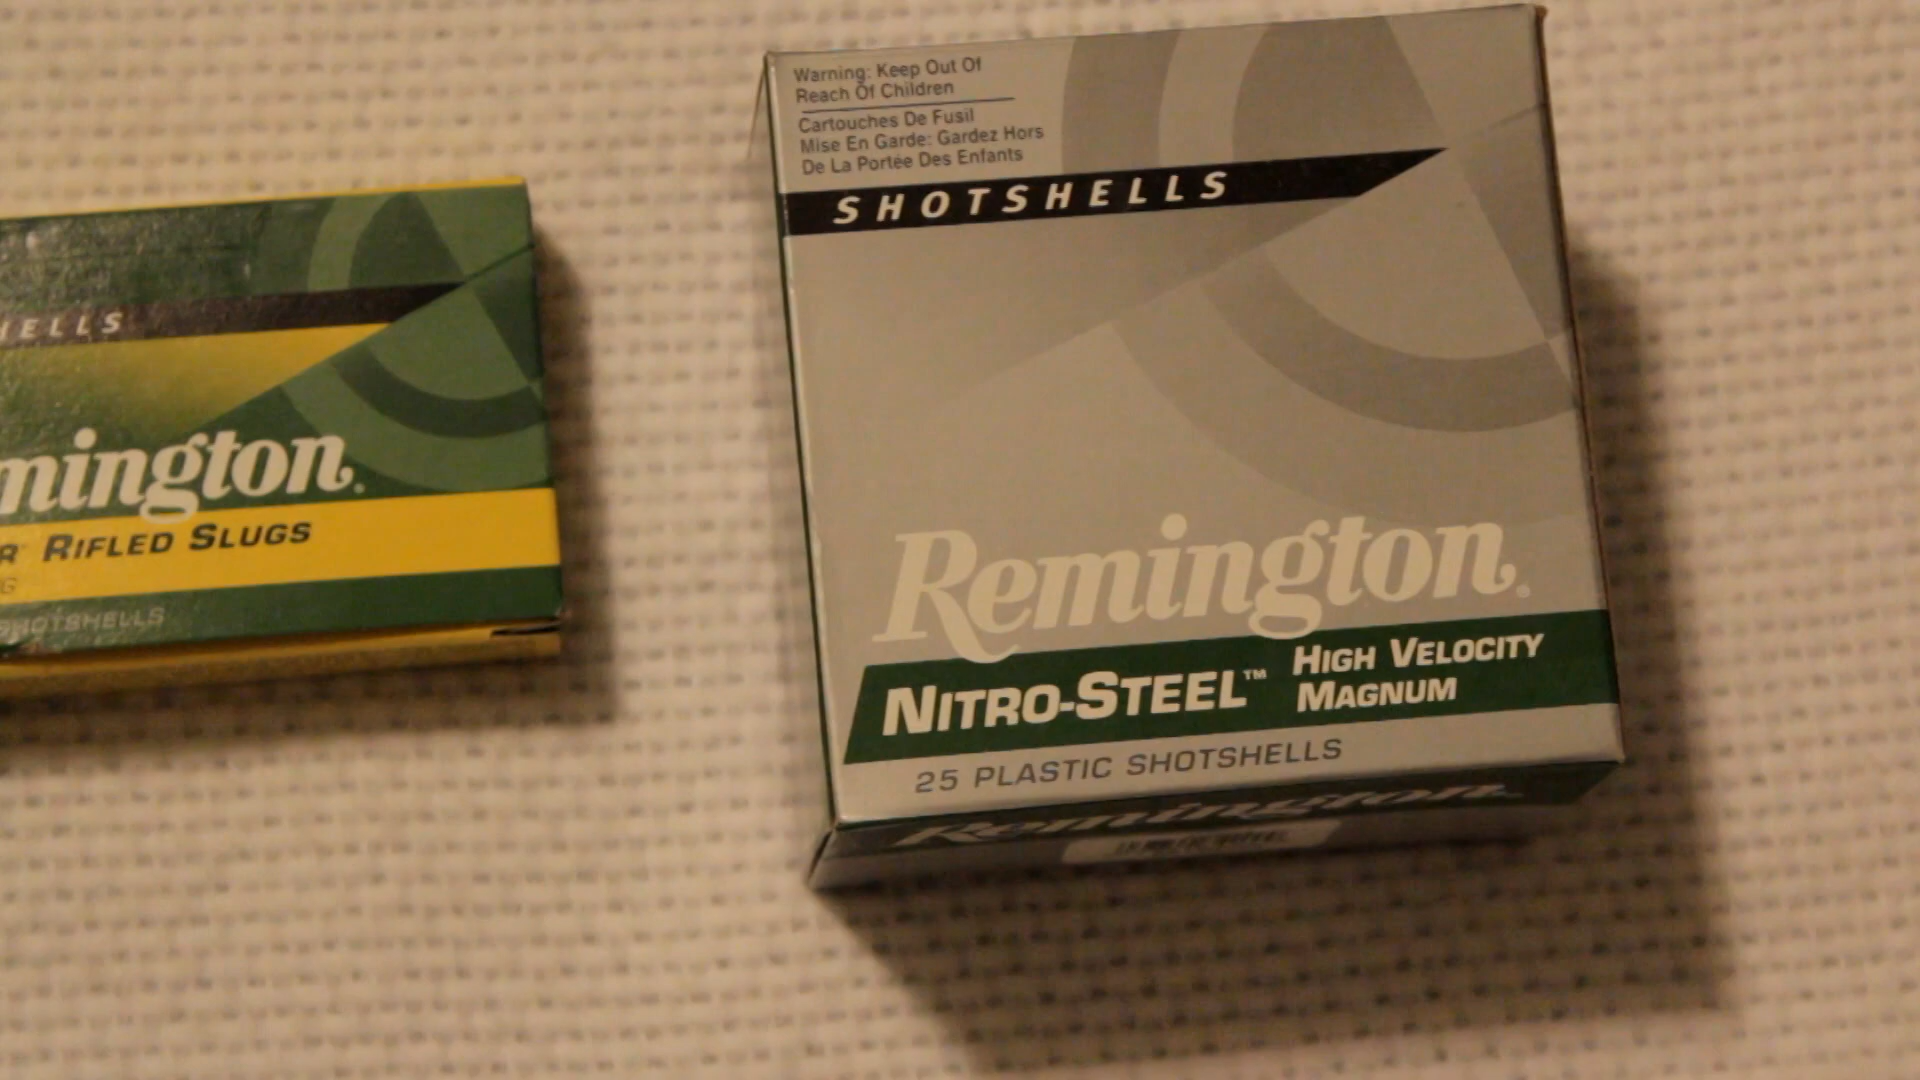 HELLS
mington.
R RIFLED SLUGS
G
SHOTSHELLS
Warning: Keep Out Of
Reach Of Children
Cartouches De Fusil
Mise En Garde: Gardez Hors
De La Portée Des Enfants
SHOTSHELLS
Remington.
NITRO-STEEL™ HIGH VELOCITY
MAGNUM
25 PLASTIC SHOTSHELLS
Remington.